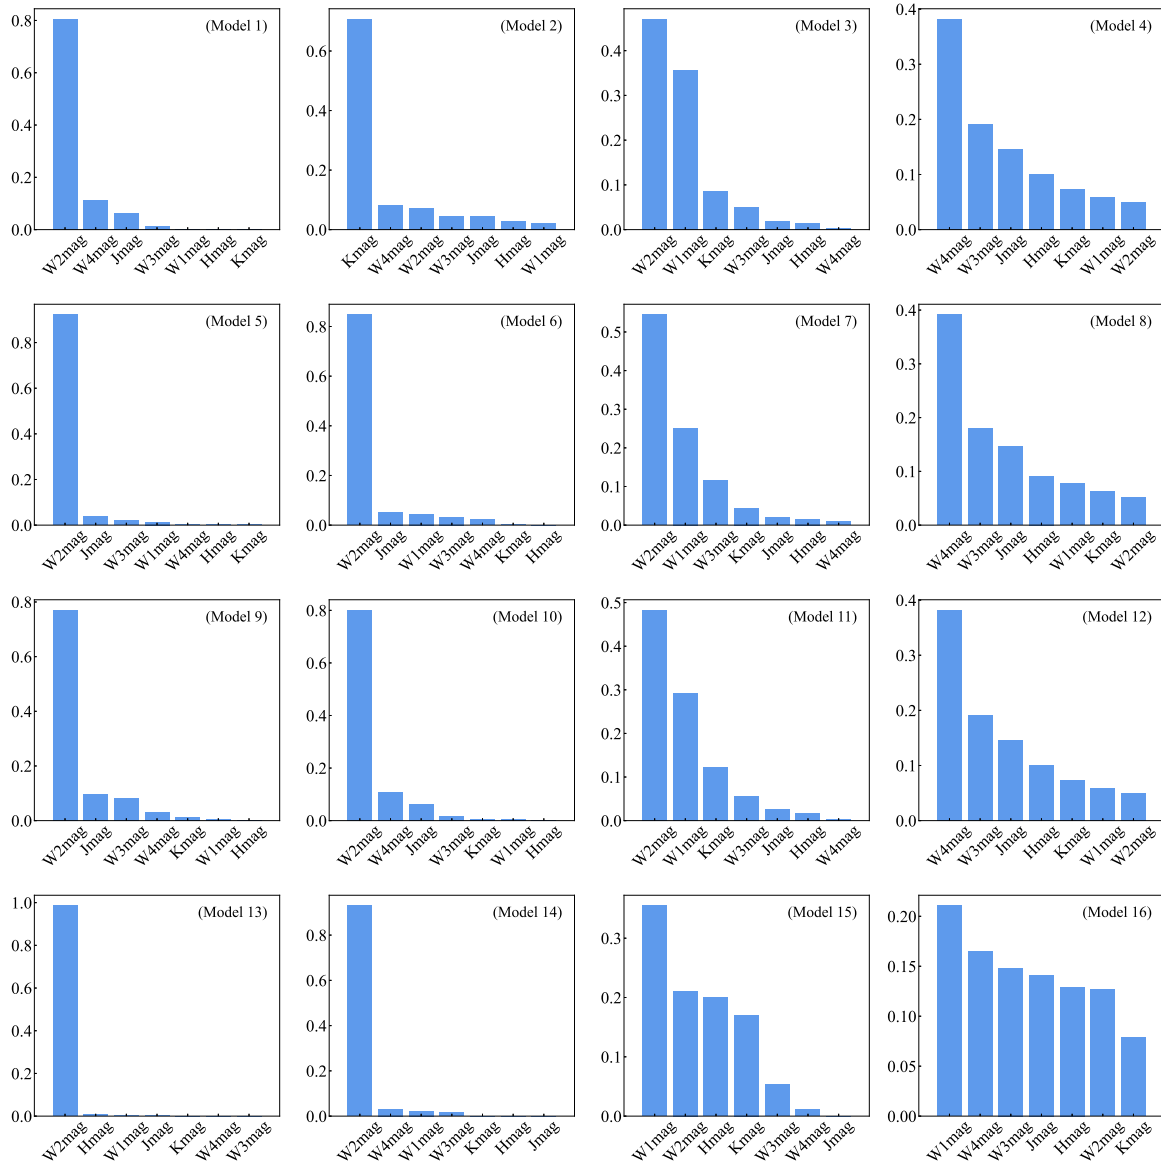 (Model 1)
0.8
0.6
0.4
0.2
0.0
W2mag W4mag Jmag W3mag W1mag Hmag Kmag
(Model 2)
0.6
0.4
0.2
0.0
Kmag W4mag W2mag W3mag Jmag Hmag W1mag
(Model 3)
0.4
0.3
0.2
0.1
0.0
W2mag W1mag Kmag W3mag Jmag Hmag W4mag
(Model 4)
0.4
0.3
0.2
0.1
0.0
W4mag W3mag Jmag Hmag Kmag W1mag W2mag
(Model 5)
0.8
0.6
0.4
0.2
0.0
W2mag Jmag W3mag W1mag W4mag Hmag Kmag
(Model 6)
0.8
0.6
0.4
0.2
0.0
W2mag Jmag W1mag W3mag W4mag Kmag Hmag
(Model 7)
0.5
0.4
0.3
0.2
0.1
0.0
W2mag W1mag W3mag Kmag Jmag Hmag W4mag
(Model 8)
0.4
0.3
0.2
0.1
0.0
W4mag W3mag Jmag Hmag W1mag Kmag W2mag
(Model 9)
0.8
0.6
0.4
0.2
0.0
W2mag Jmag W3mag W4mag Kmag W1mag Hmag
(Model 10)
0.8
0.6
0.4
0.2
0.0
W2mag W4mag Jmag W3mag Kmag W1mag Hmag
(Model 11)
0.5
0.4
0.3
0.2
0.1
0.0
W2mag W1mag Kmag W3mag Jmag Hmag W4mag
(Model 12)
0.4
0.3
0.2
0.1
0.0
W4mag W3mag Jmag Hmag Kmag W1mag W2mag
(Model 13)
1.0
0.8
0.6
0.4
0.2
0.0
W2mag Hmag W1mag Jmag Kmag W4mag W3mag
(Model 14)
0.8
0.6
0.4
0.2
0.0
W2mag W4mag W1mag W3mag Kmag Hmag Jmag
(Model 15)
0.3
0.2
0.1
0.0
W1mag W2mag Hmag Kmag W3mag W4mag Jmag
(Model 16)
0.20
0.15
0.10
0.05
0.00
W1mag W4mag W3mag Jmag Hmag W2mag Kmag